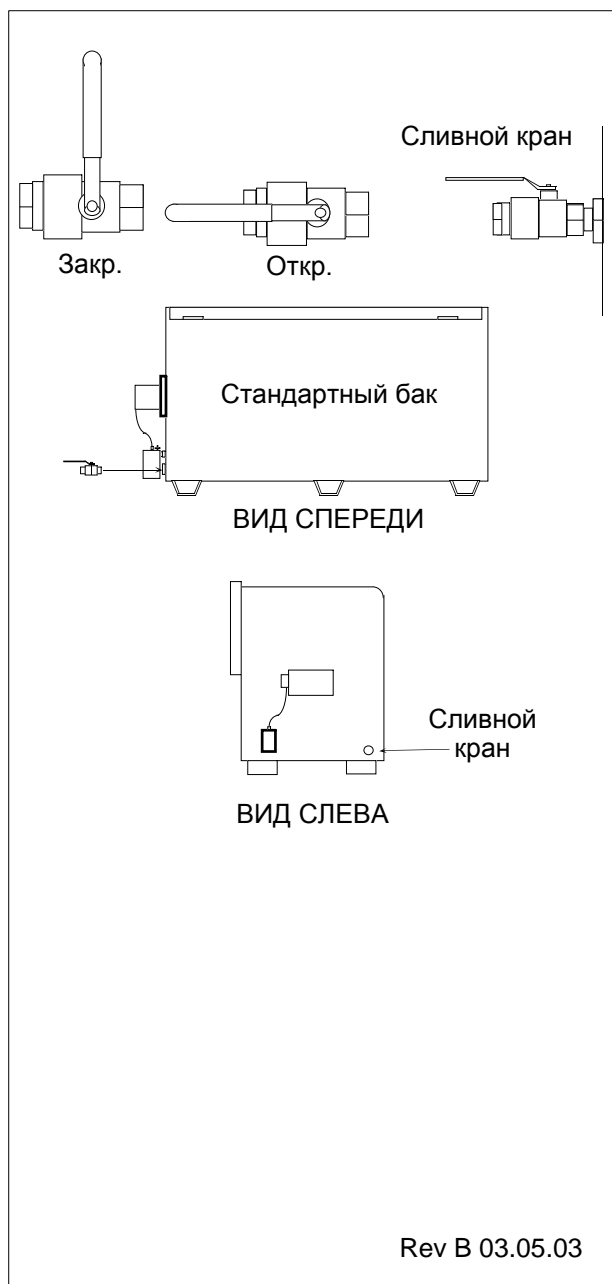 Сливной кран
Закр.
Откр.
Стандартный бак
ВИД СПЕРЕДИ
Сливной
кран
ВИД СЛЕВА
Rev B 03.05.03